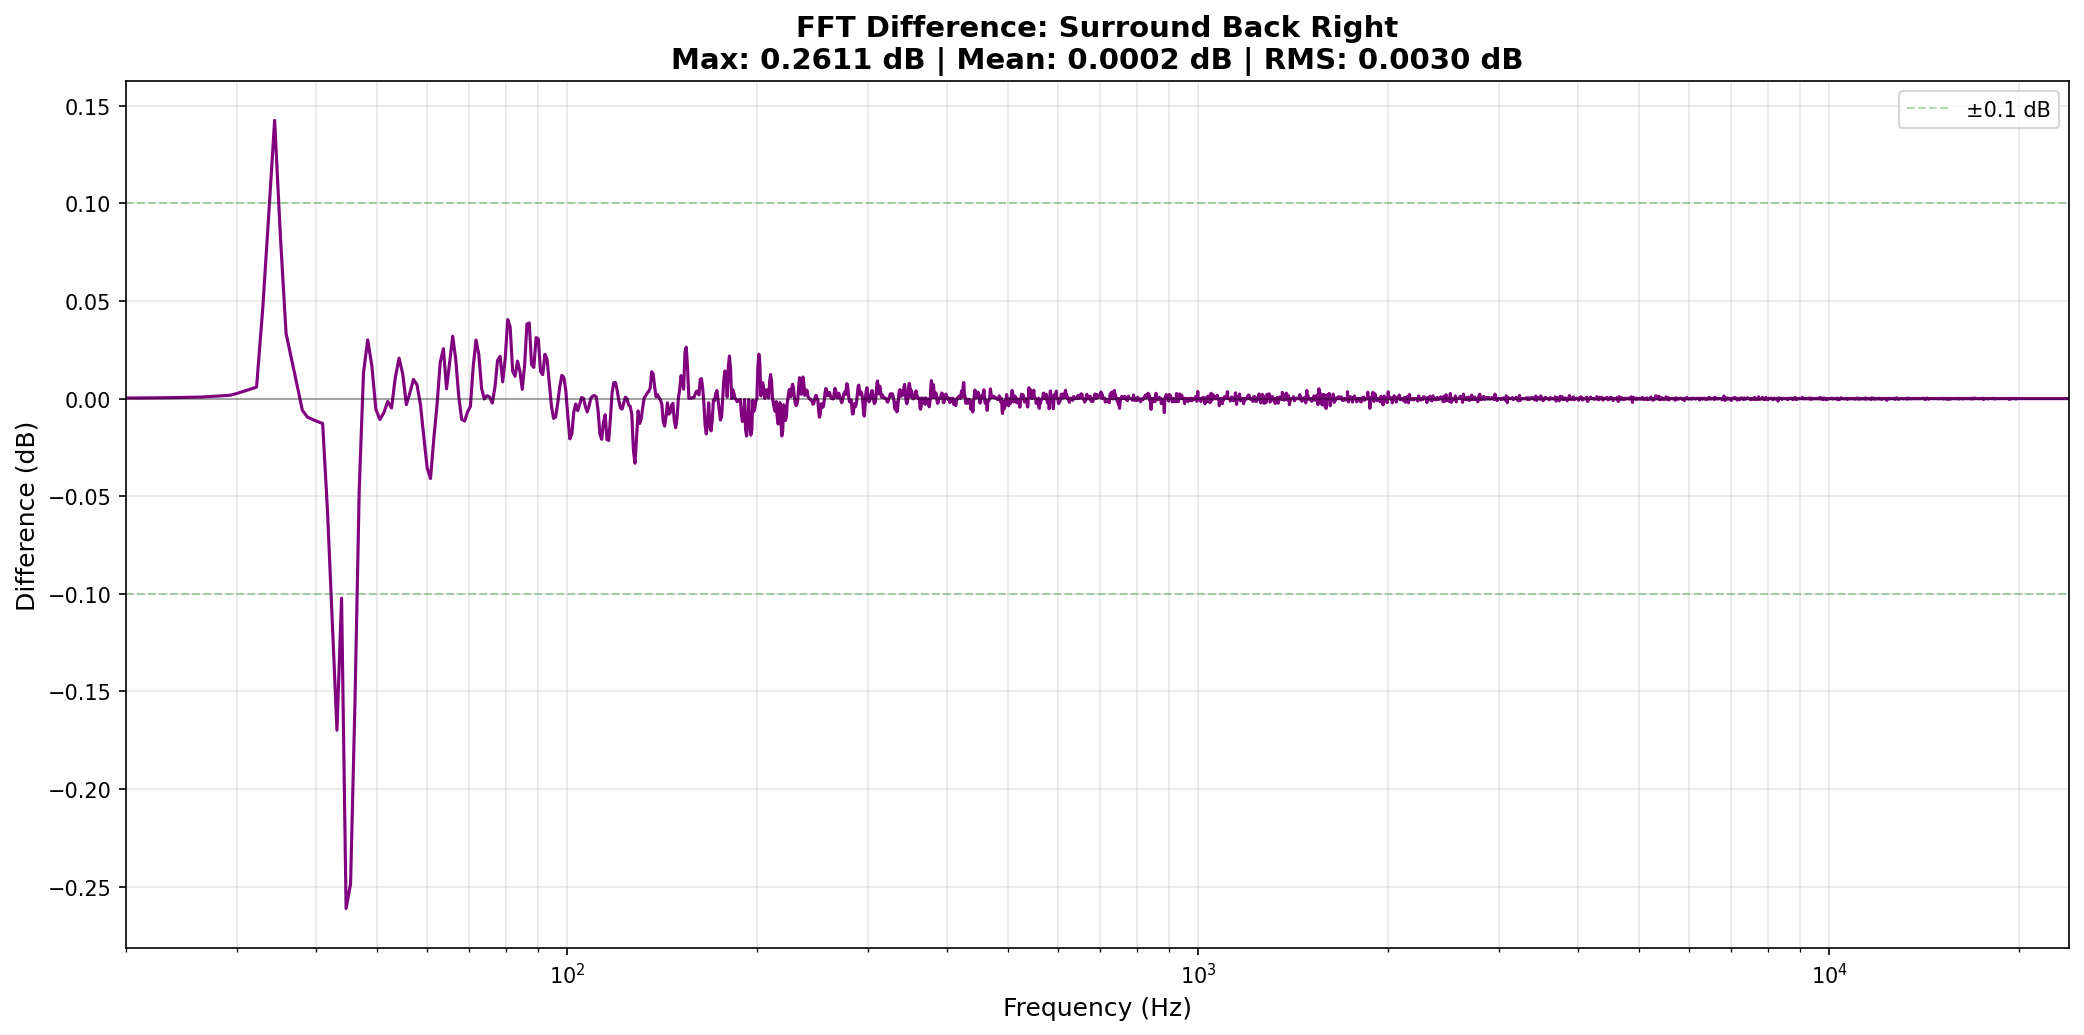 FFT Difference: Surround Back Right
Max: 0.2611 dB | Mean: 0.0002 dB | RMS: 0.0030 dB
±0.1 dB
0.15
0.10
0.05
0.00
−0.05
−0.10
−0.15
−0.20
−0.25
Difference (dB)
10²
10³
10⁴
Frequency (Hz)